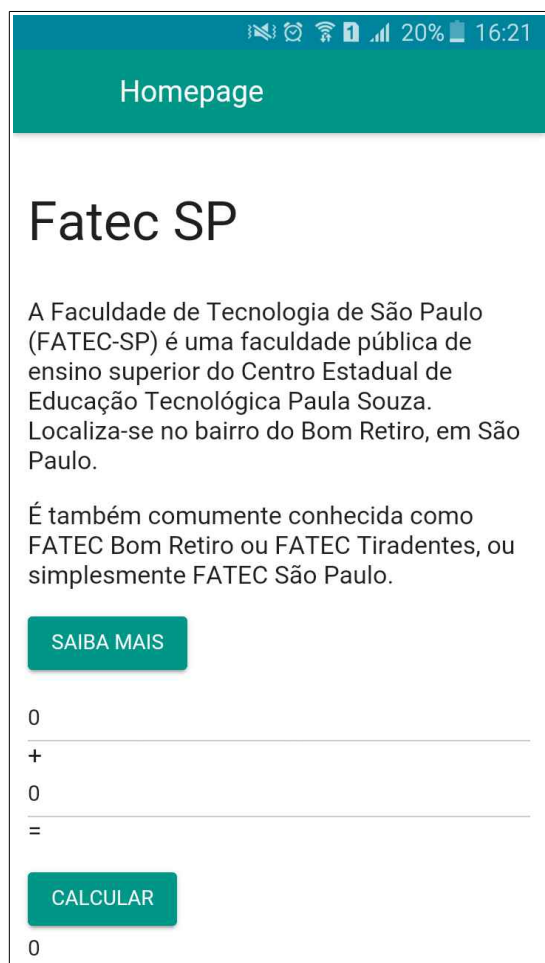 1 20% 16:21
Homepage
Fatec SP
A Faculdade de Tecnologia de São Paulo
(FATEC-SP) é uma faculdade pública de
ensino superior do Centro Estadual de
Educação Tecnológica Paula Souza.
Localiza-se no bairro do Bom Retiro, em São
Paulo.
É também comumente conhecida como
FATEC Bom Retiro ou FATEC Tiradentes, ou
simplesmente FATEC São Paulo.
SAIBA MAIS
0
+
0
=
CALCULAR
0